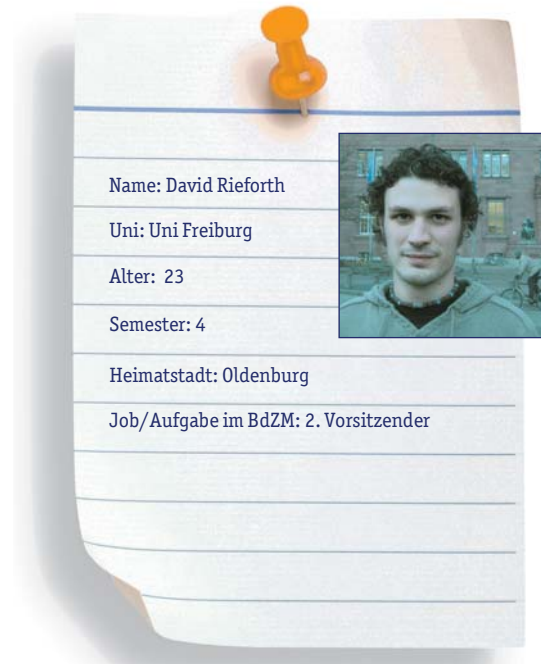 Name: David Rieforth
Uni: Uni Freiburg
Alter: 23
Semester: 4
Heimatstadt: Oldenburg
Job/Aufgabe im BdZM: 2. Vorsitzender